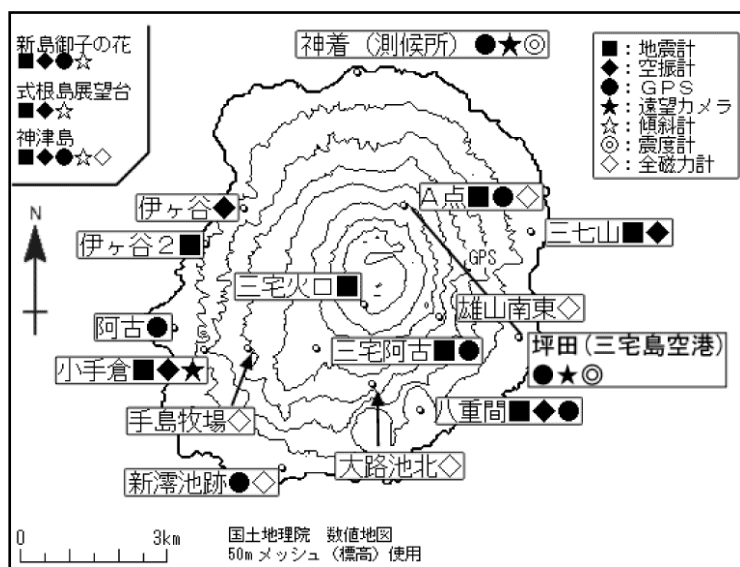 新島御子の花
■◆●☆
式根島展望台
■◆☆
神津島
■◆●☆◇
神着（測候所）●★◎
■：地震計
◆：空振計
●：ＧＰＳ
★：遠望カメラ
☆：傾斜計
◎：震度計
◇：全磁力計
N
伊ヶ谷◆
Ａ点■●◇
三七山■◆
伊ヶ谷２■
GPS
三宅火口■
雄山南東◇
阿古●
三宅阿古■●
坪田(三宅島空港)
●★◎
小手倉■◆★
手島牧場◇
八重間■◆●
大路池北◇
新澪池跡●◇
0 3km
国土地理院 数値地図
50mメッシュ（標高）使用